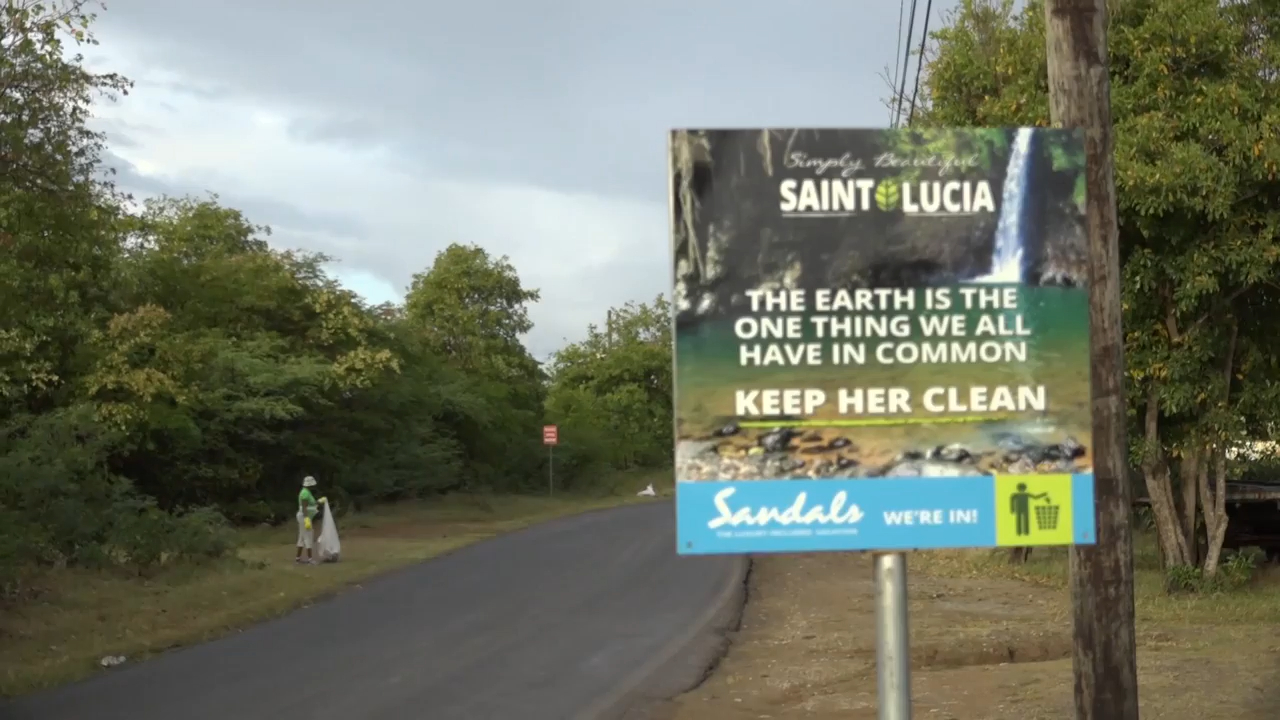 Simply Beautiful
SAINT LUCIA
THE EARTH IS THE
ONE THING WE ALL
HAVE IN COMMON
KEEP HER CLEAN
Sandals
THE LUXURY INCLUDED VACATION
WE'RE IN!